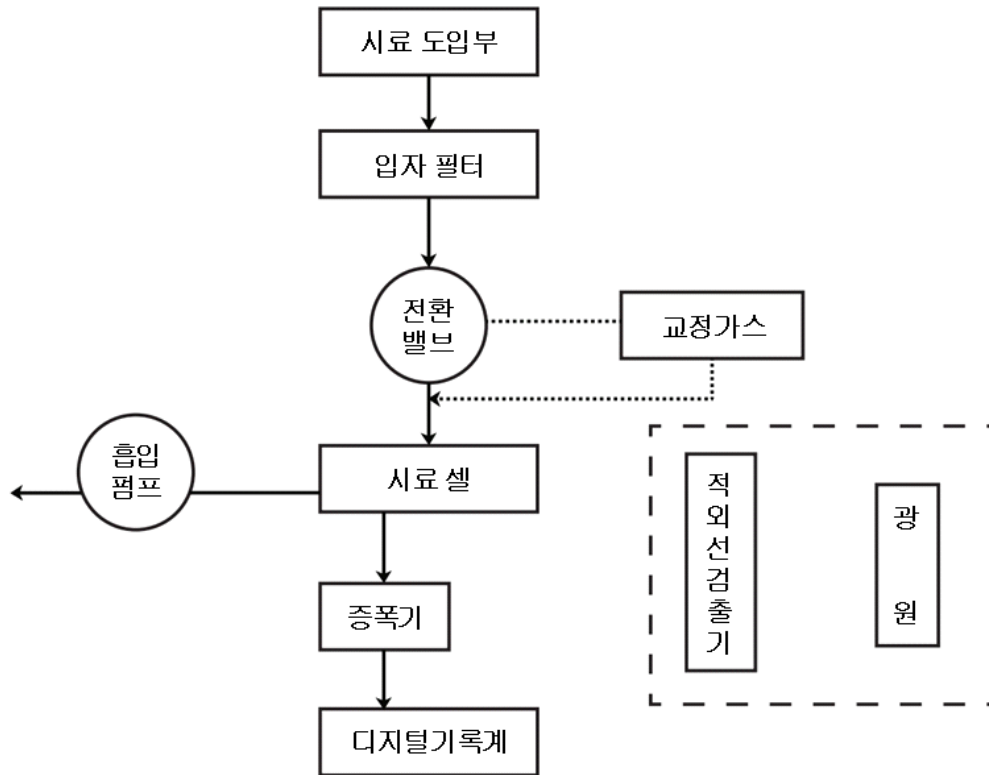 시료 도입부
입자 필터
전환
밸브
교정가스
흡입
펌프
시료 셀
적
외
선
검
출
기
광
원
증폭기
디지털기록계